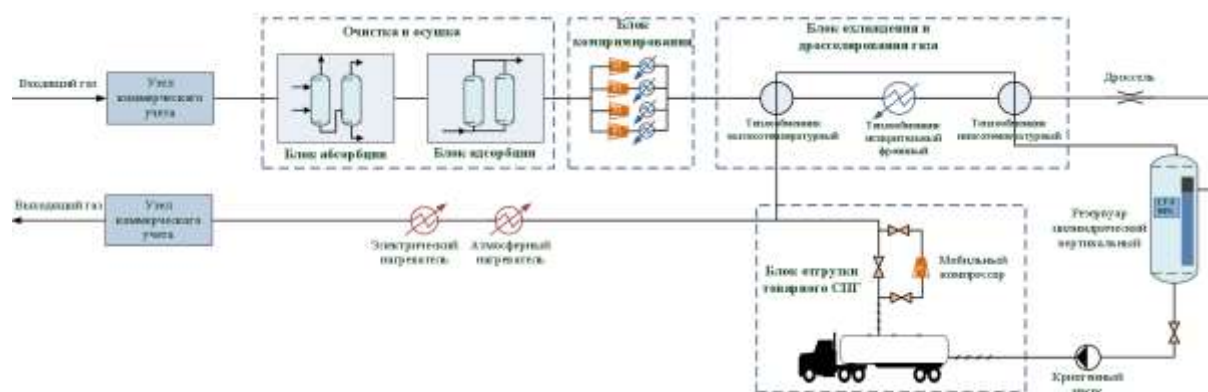 Очистка и осушка
Блок
компримирования
Блок охлаждения и
дросселирования газа
Входящий газ
Узел
коммерческого
учета
Дроссель
Теплообменник
высокотемпературный
Теплообменник
испарительный
фреоновый
Теплообменник
низкотемпературный
Блок абсорбции
Блок адсорбции
Выходящий газ
Узел
коммерческого
учета
Электрический
нагреватель
Атмосферный
нагреватель
Блок отгрузки
товарного СПГ
Мобильный
компрессор
Резервуар
цилиндрический
вертикальный
Криогенный
насос